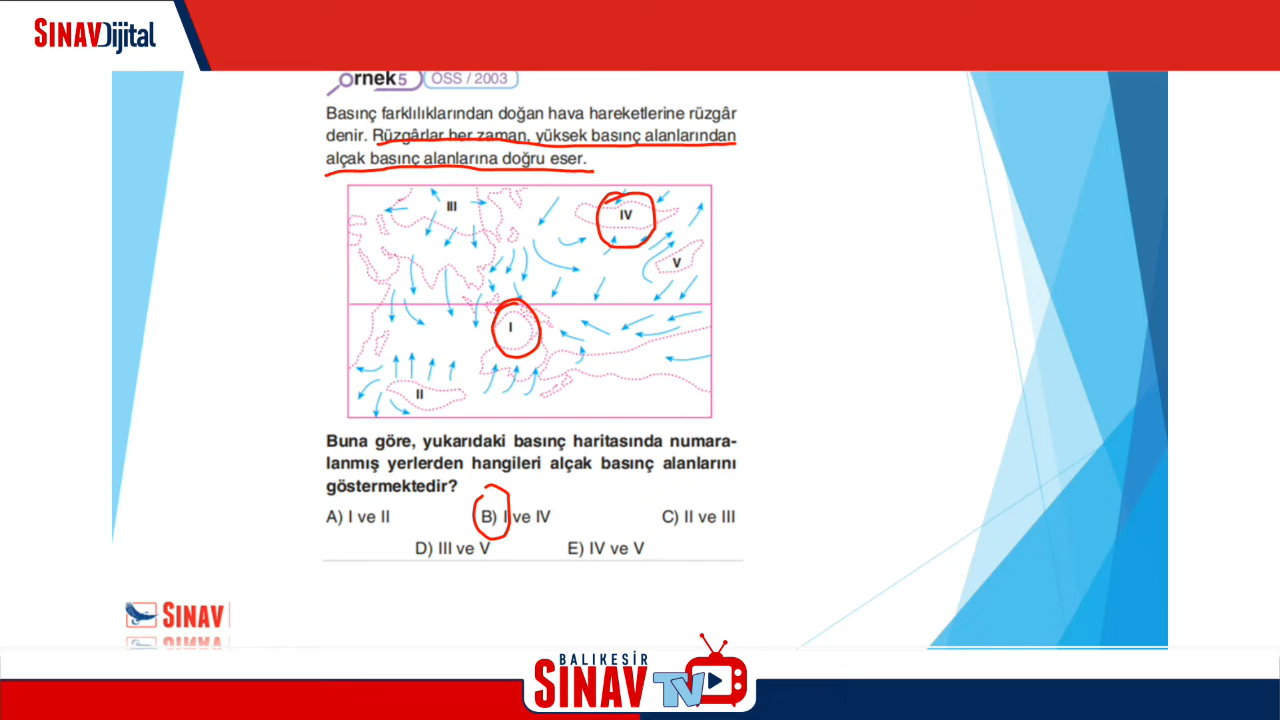 SINAVDijital
Örnek 5 ÖSS / 2003
Basınç farklılıklarından doğan hava hareketlerine rüzgâr
denir. Rüzgârlar her zaman, yüksek basınç alanlarından
alçak basınç alanlarına doğru eser.
III
IV
V
I
II
Buna göre, yukarıdaki basınç haritasında numara-
lanmış yerlerden hangileri alçak basınç alanlarını
göstermektedir?
A) I ve II B) I ve IV C) II ve III
D) III ve V E) IV ve V
SINAV
BALIKESİR
SINAV TV